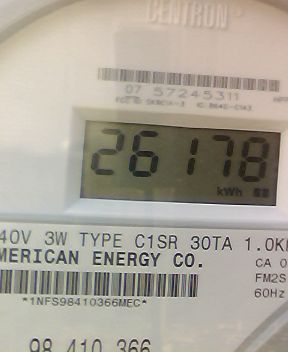 CENTRON
07 57245311
26178
kWh
40V 3W TYPE C1SR 30TA 1.0K
MERICAN ENERGY CO.
CA 0
FM2S
60Hz
*1NFS98410366MEC*
98 410 366